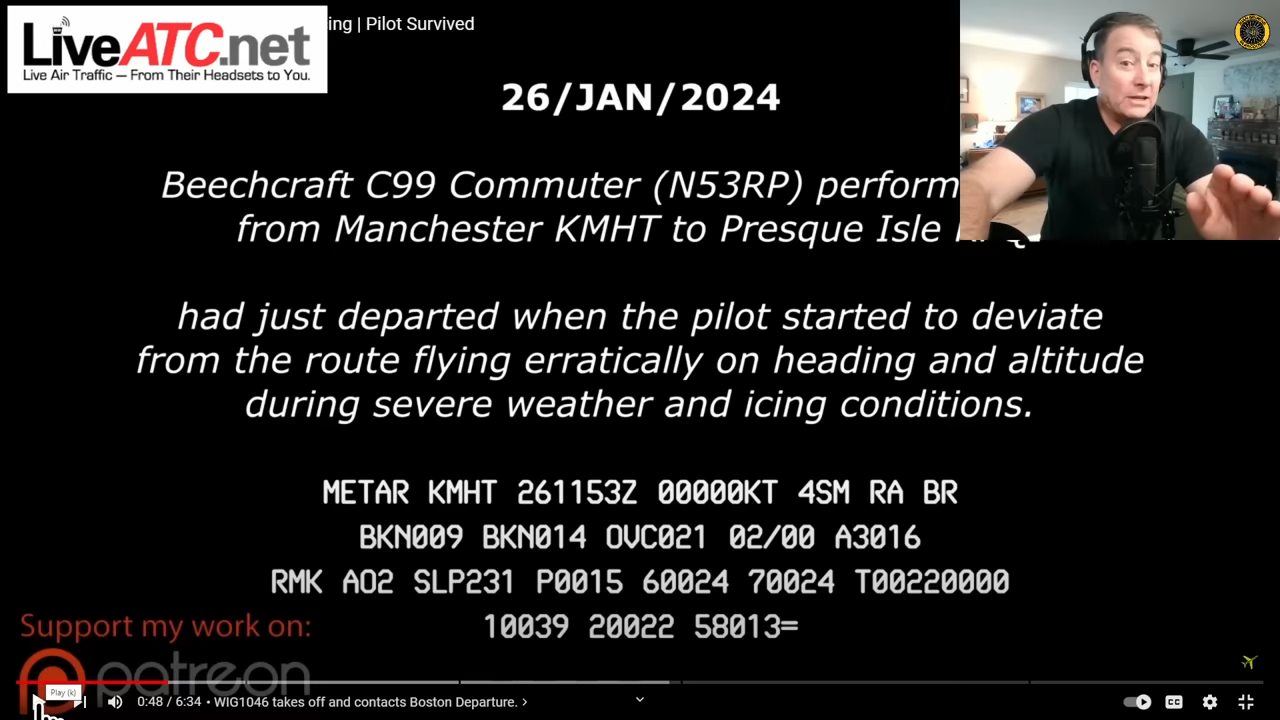 LiveATC.net
Live Air Traffic — From Their Headsets to You.
ing | Pilot Survived
26/JAN/2024
Beechcraft C99 Commuter (N53RP) perform
from Manchester KMHT to Presque Isle
had just departed when the pilot started to deviate
from the route flying erratically on heading and altitude
during severe weather and icing conditions.
METAR KMHT 261153Z 00000KT 4SM RA BR
BKN009 BKN014 OVC021 02/00 A3016
RMK AO2 SLP231 P0015 60024 70024 T00220000
10039 20022 58013=
Support my work on:
patreon
Play (k)
0:48 / 6:34 • WIG1046 takes off and contacts Boston Departure. >
CC